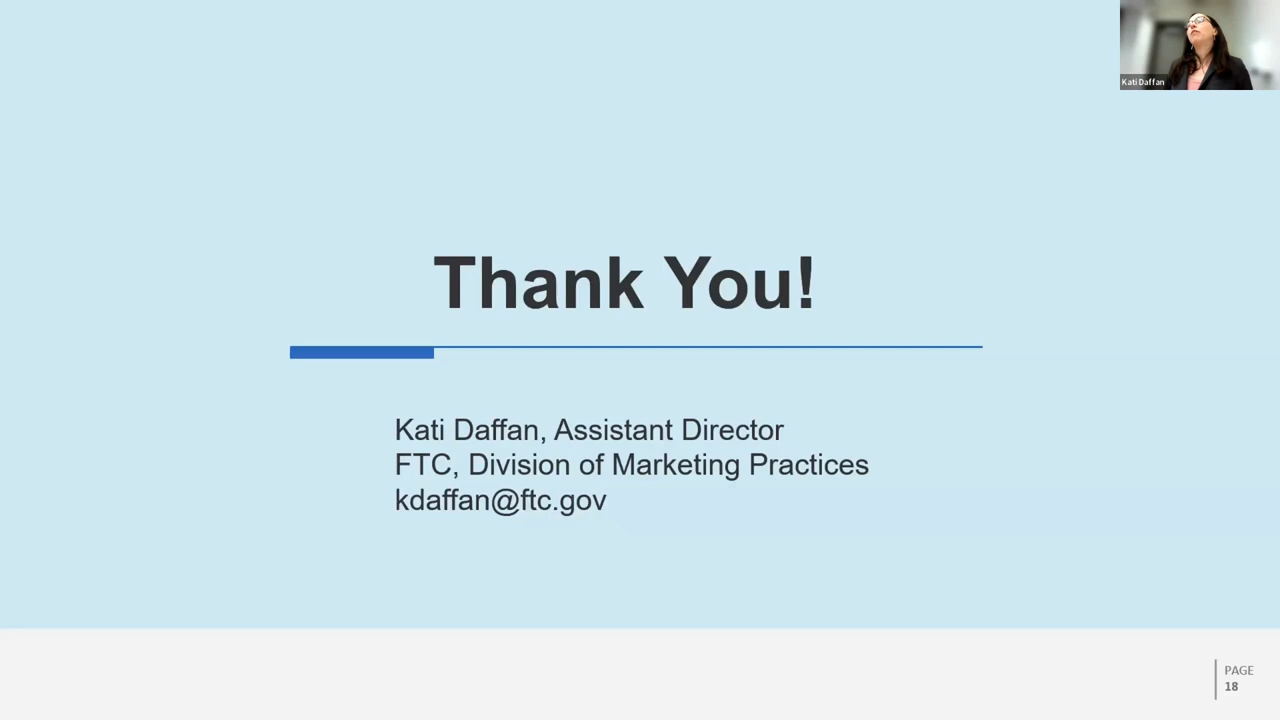 Kati Daffan
Thank You!
Kati Daffan, Assistant Director
FTC, Division of Marketing Practices
kdaffan@ftc.gov
PAGE
18